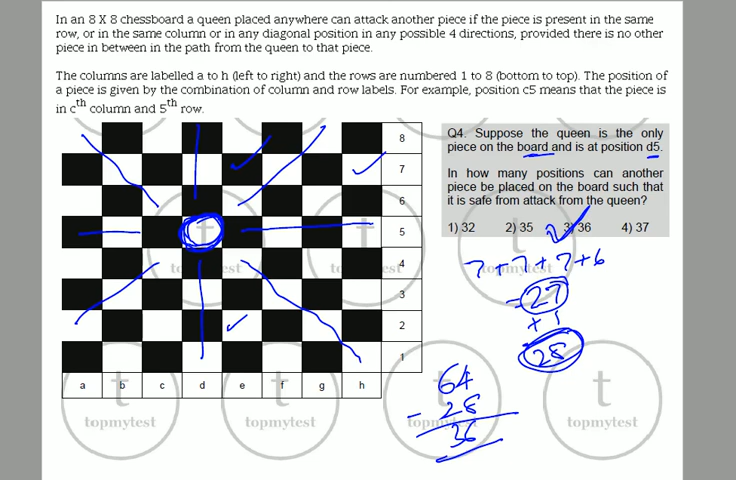 In an 8 X 8 chessboard a queen placed anywhere can attack another piece if the piece is present in the same
row, or in the same column or in any diagonal position in any possible 4 directions, provided there is no other
piece in between in the path from the queen to that piece.
The columns are labelled a to h (left to right) and the rows are numbered 1 to 8 (bottom to top). The position of
a piece is given by the combination of column and row labels. For example, position c5 means that the piece is
in cth column and 5th row.
8
7
6
5
4
3
2
1
a b c d e f g h
Q4. Suppose the queen is the only
piece on the board and is at position d5.
In how many positions can another
piece be placed on the board such that
it is safe from attack from the queen?
1) 32 2) 35 3) 36 4) 37
7+7+7+6
=27
+1
28
64
- 28
36
t
topmytest
t
topmytest
t
topmytest
t
topmytest
t
topmytest